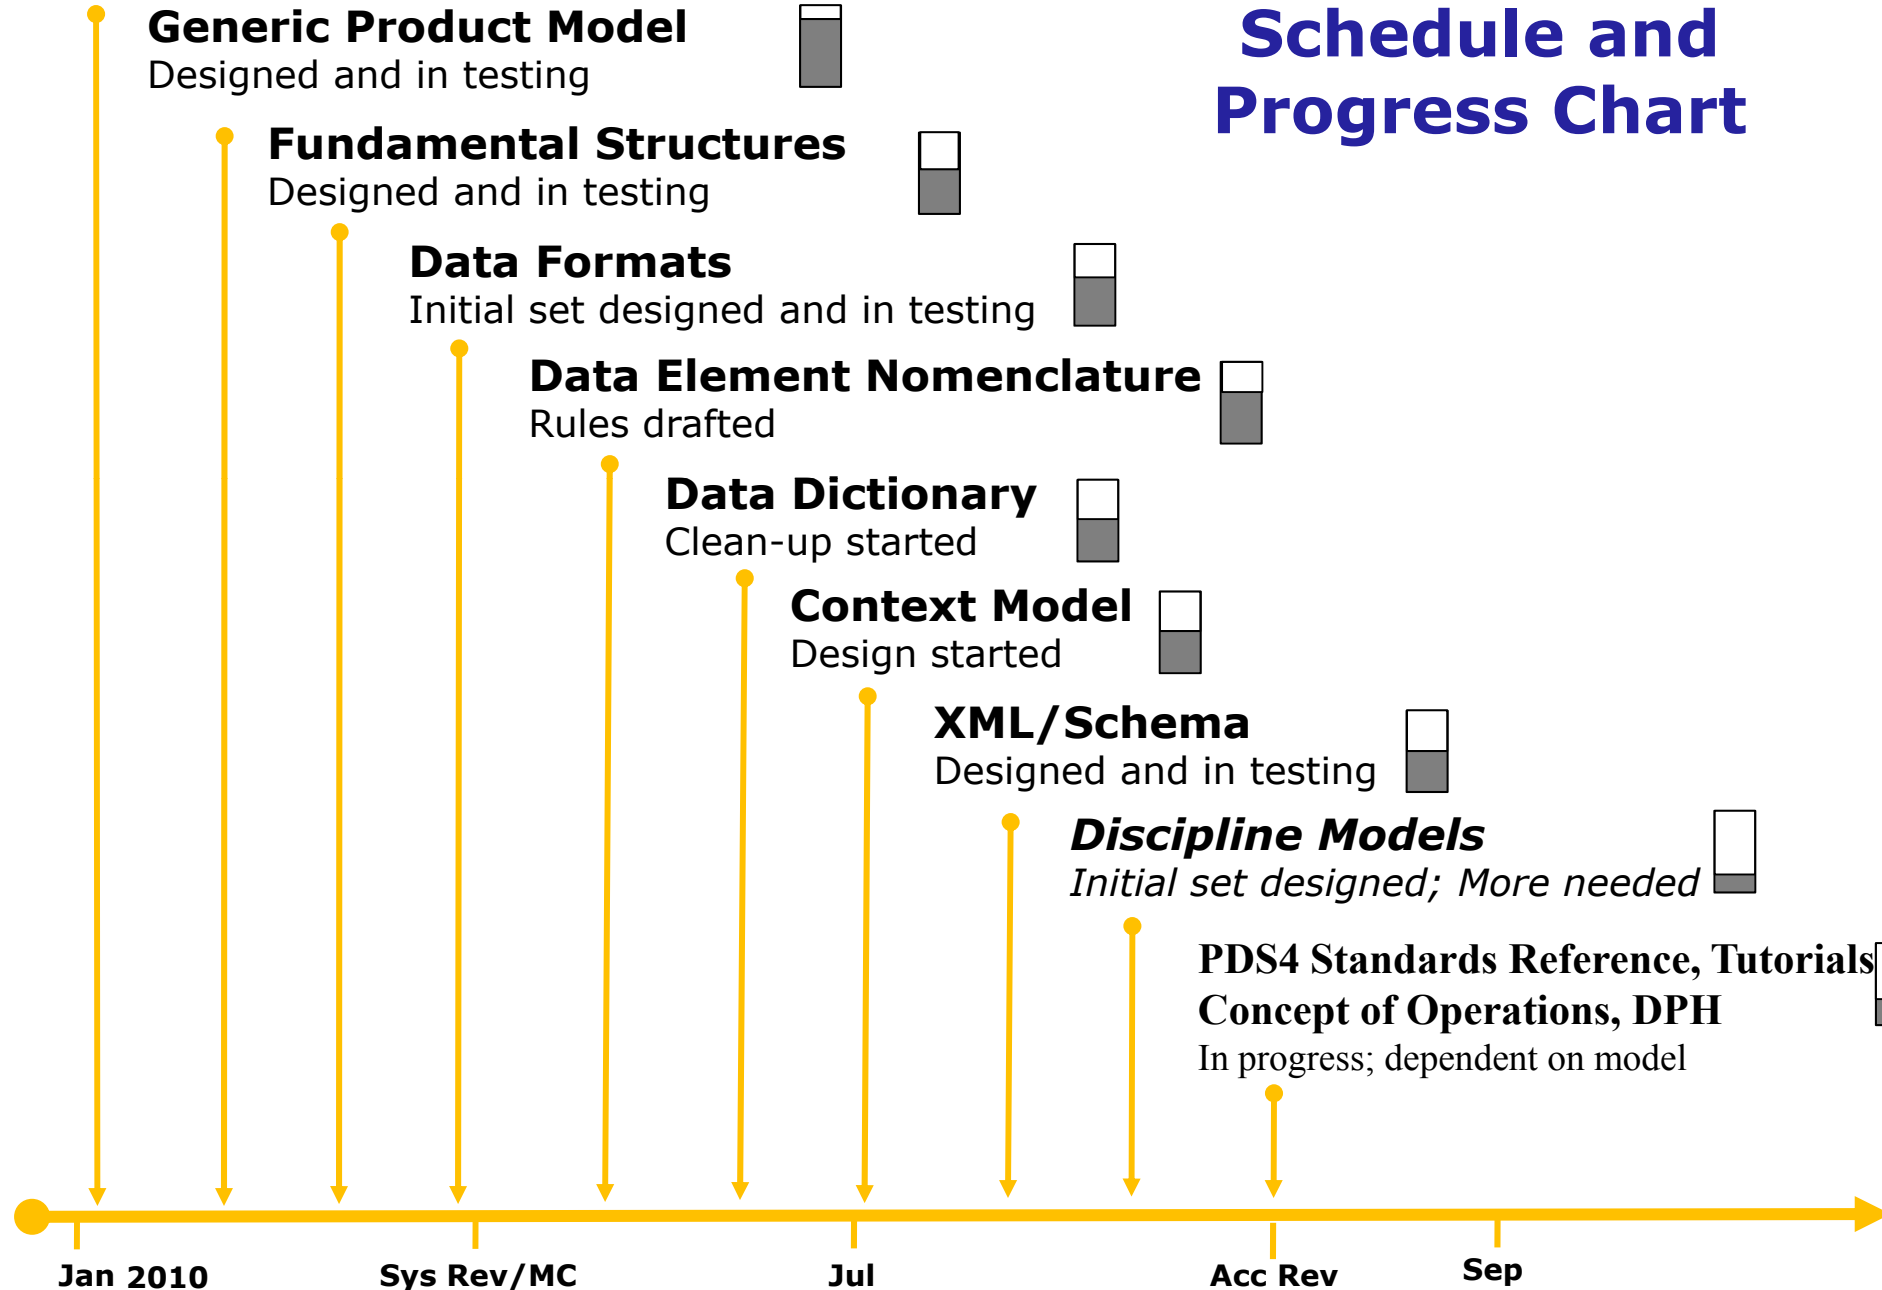 Schedule and
Progress Chart
Generic Product Model
Designed and in testing
Fundamental Structures
Designed and in testing
Data Formats
Initial set designed and in testing
Data Element Nomenclature
Rules drafted
Data Dictionary
Clean-up started
Context Model
Design started
XML/Schema
Designed and in testing
Discipline Models
Initial set designed; More needed
PDS4 Standards Reference, Tutorials
Concept of Operations, DPH
In progress; dependent on model
Jan 2010
Sys Rev/MC
Jul
Acc Rev
Sep